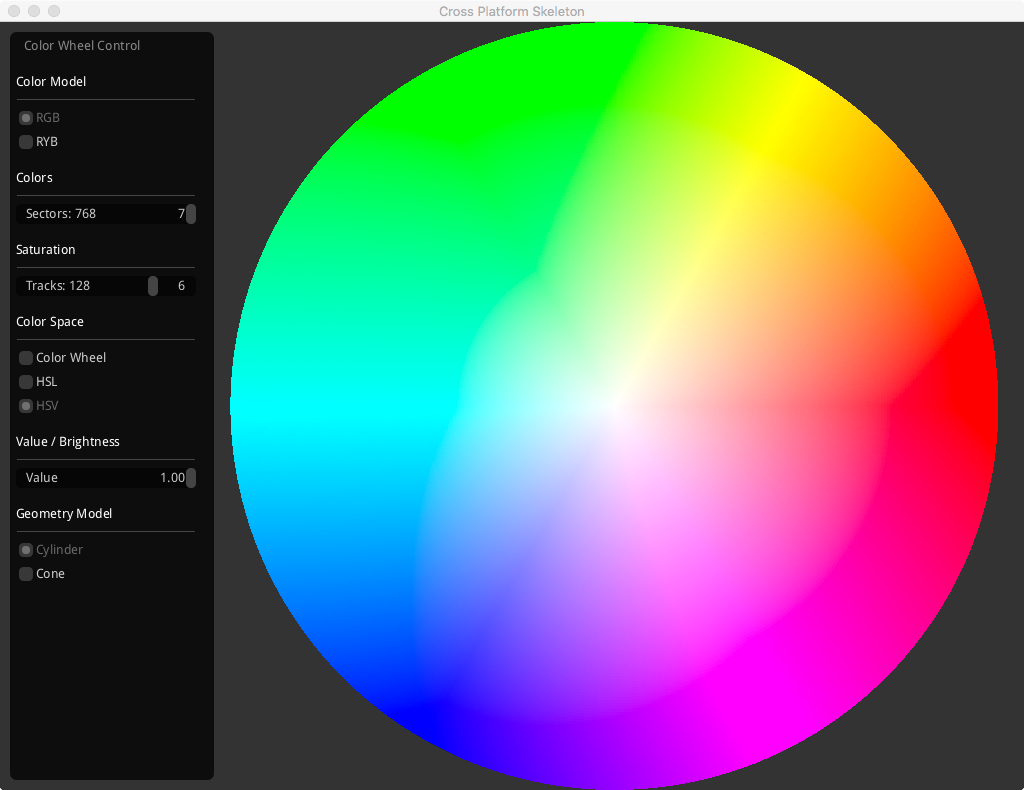 Cross Platform Skeleton
Color Wheel Control
Color Model
RGB
RYB
Colors
Sectors: 768 7
Saturation
Tracks: 128 6
Color Space
Color Wheel
HSL
HSV
Value / Brightness
Value 1.00
Geometry Model
Cylinder
Cone